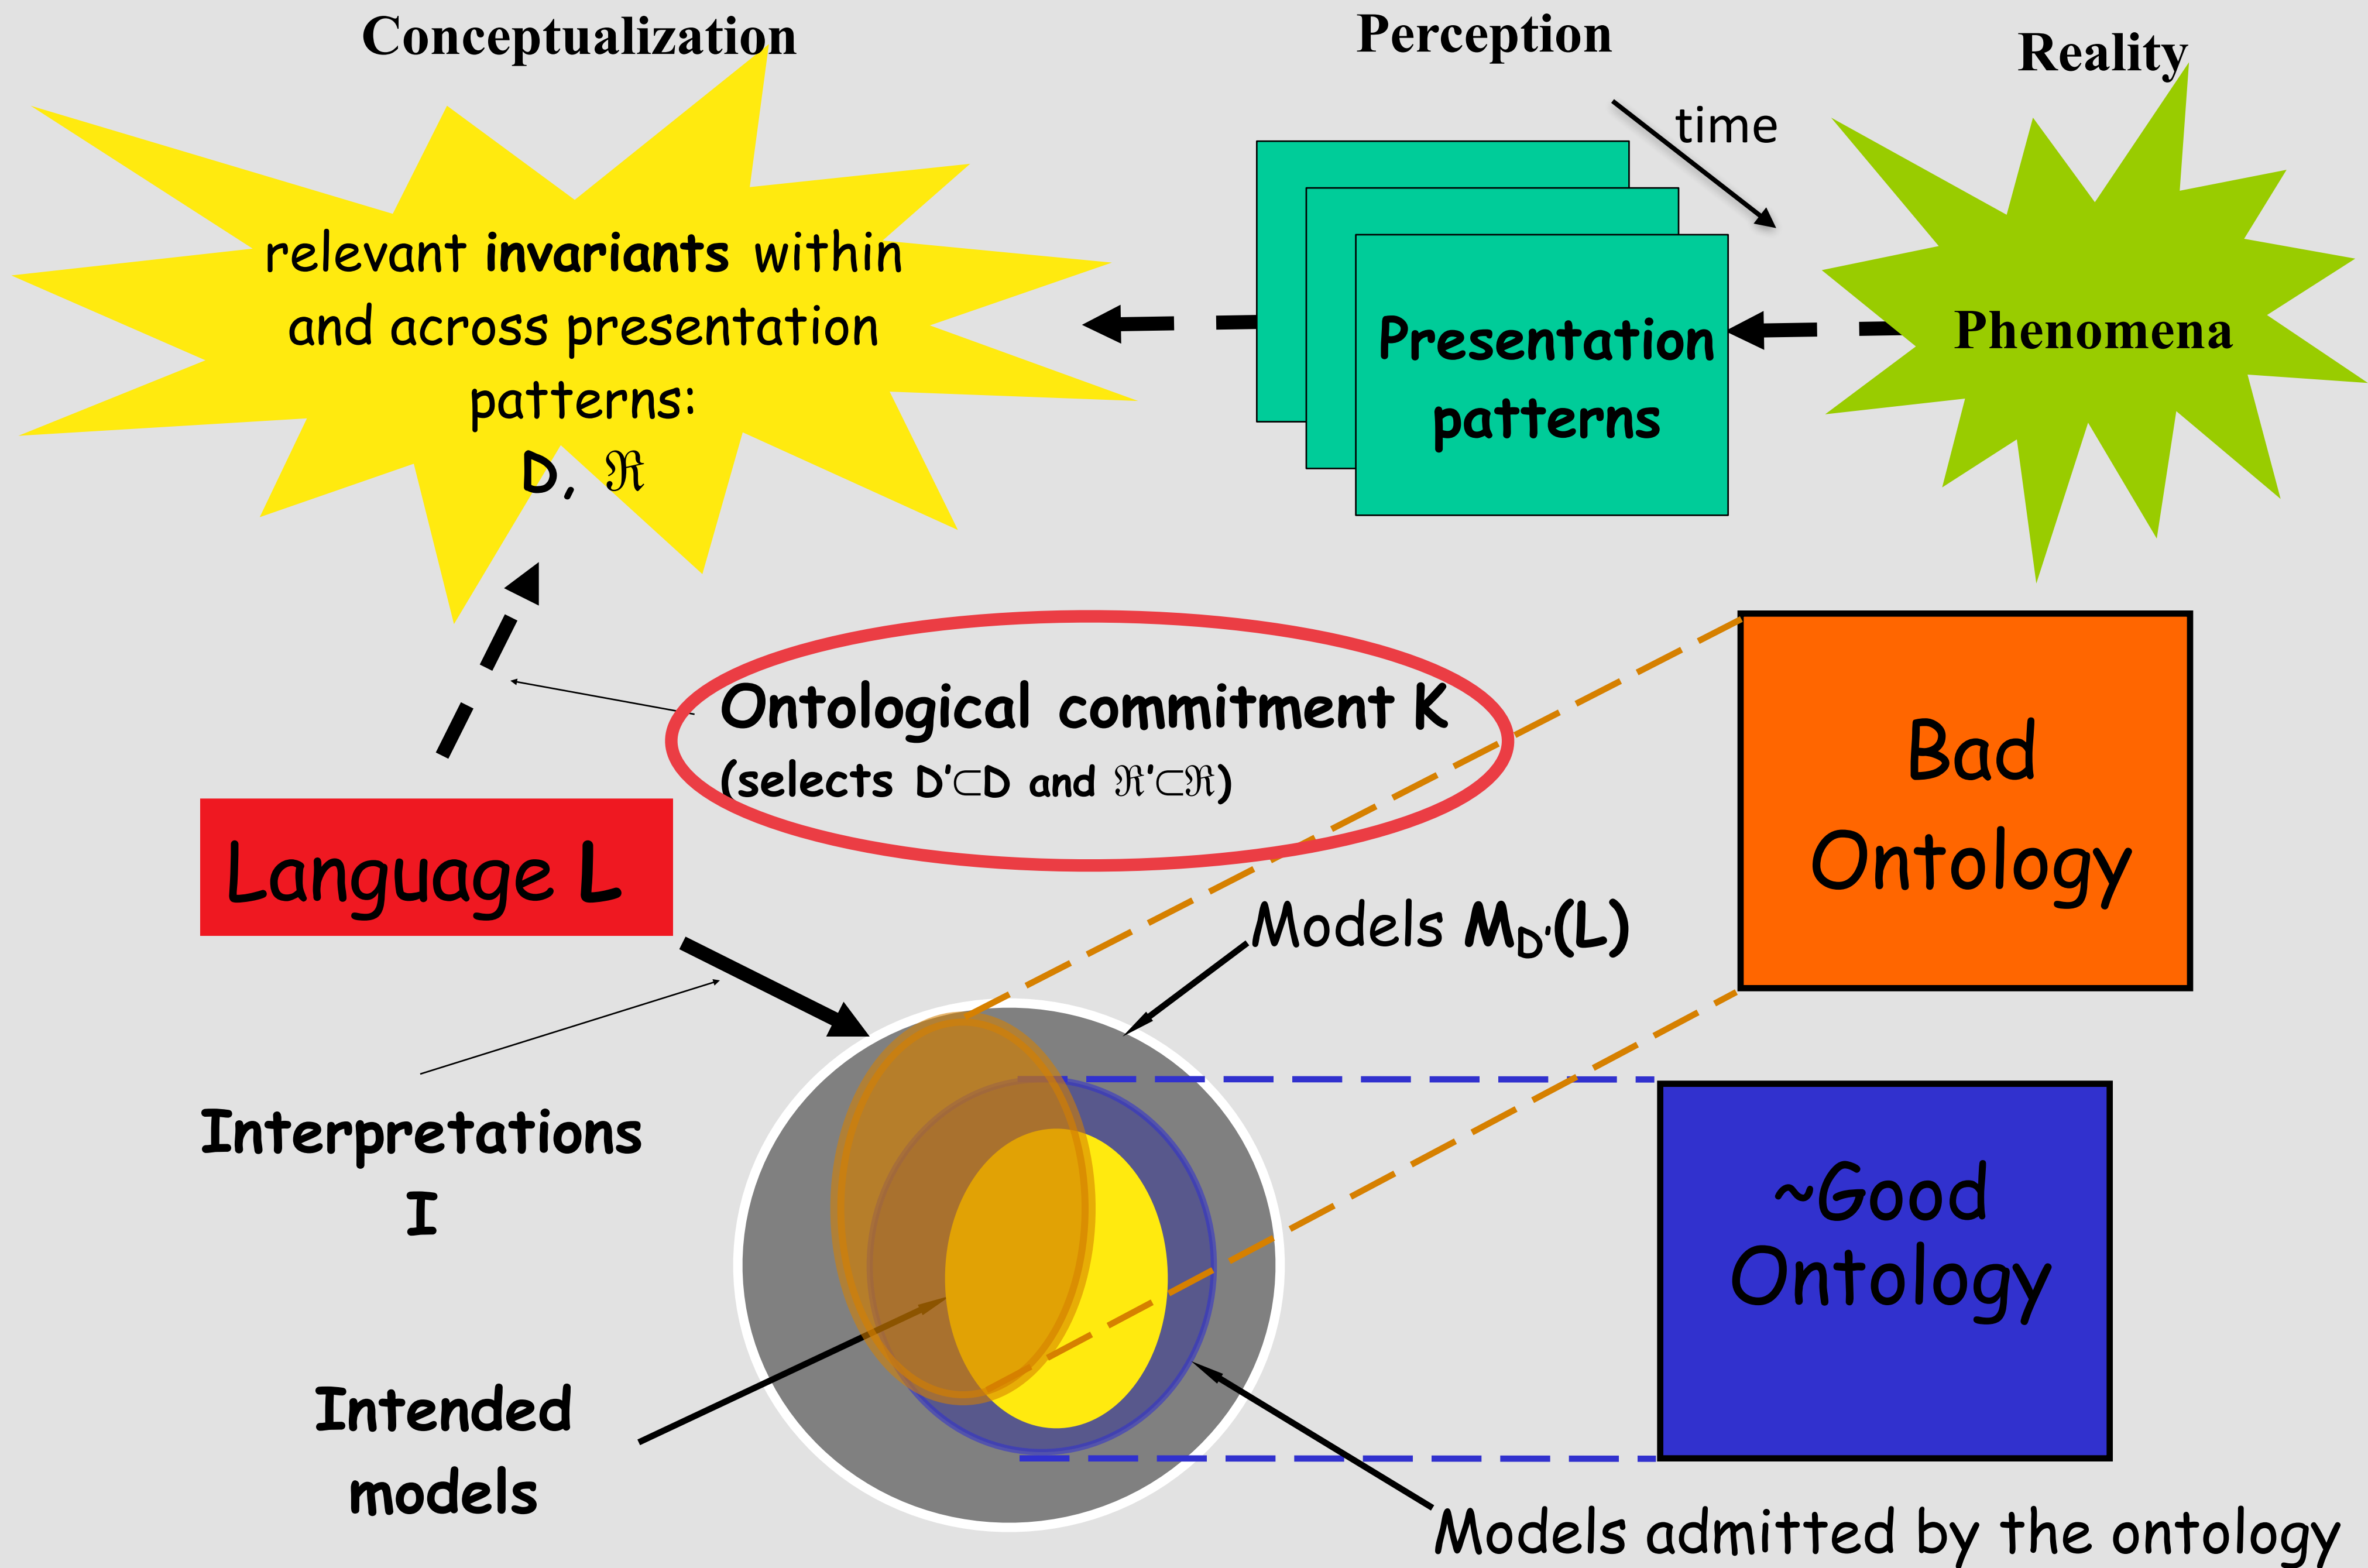 Conceptualization
Perception
Reality
time
relevant invariants within
and across presentation
patterns:
D, ℜ
Presentation
patterns
Phenomena
Ontological commitment K
(selects D'⊂D and ℜ'⊂ℜ)
Bad
Ontology
Language L
Models M_D'(L)
Interpretations
I
~Good
Ontology
Intended
models
Models admitted by the ontology